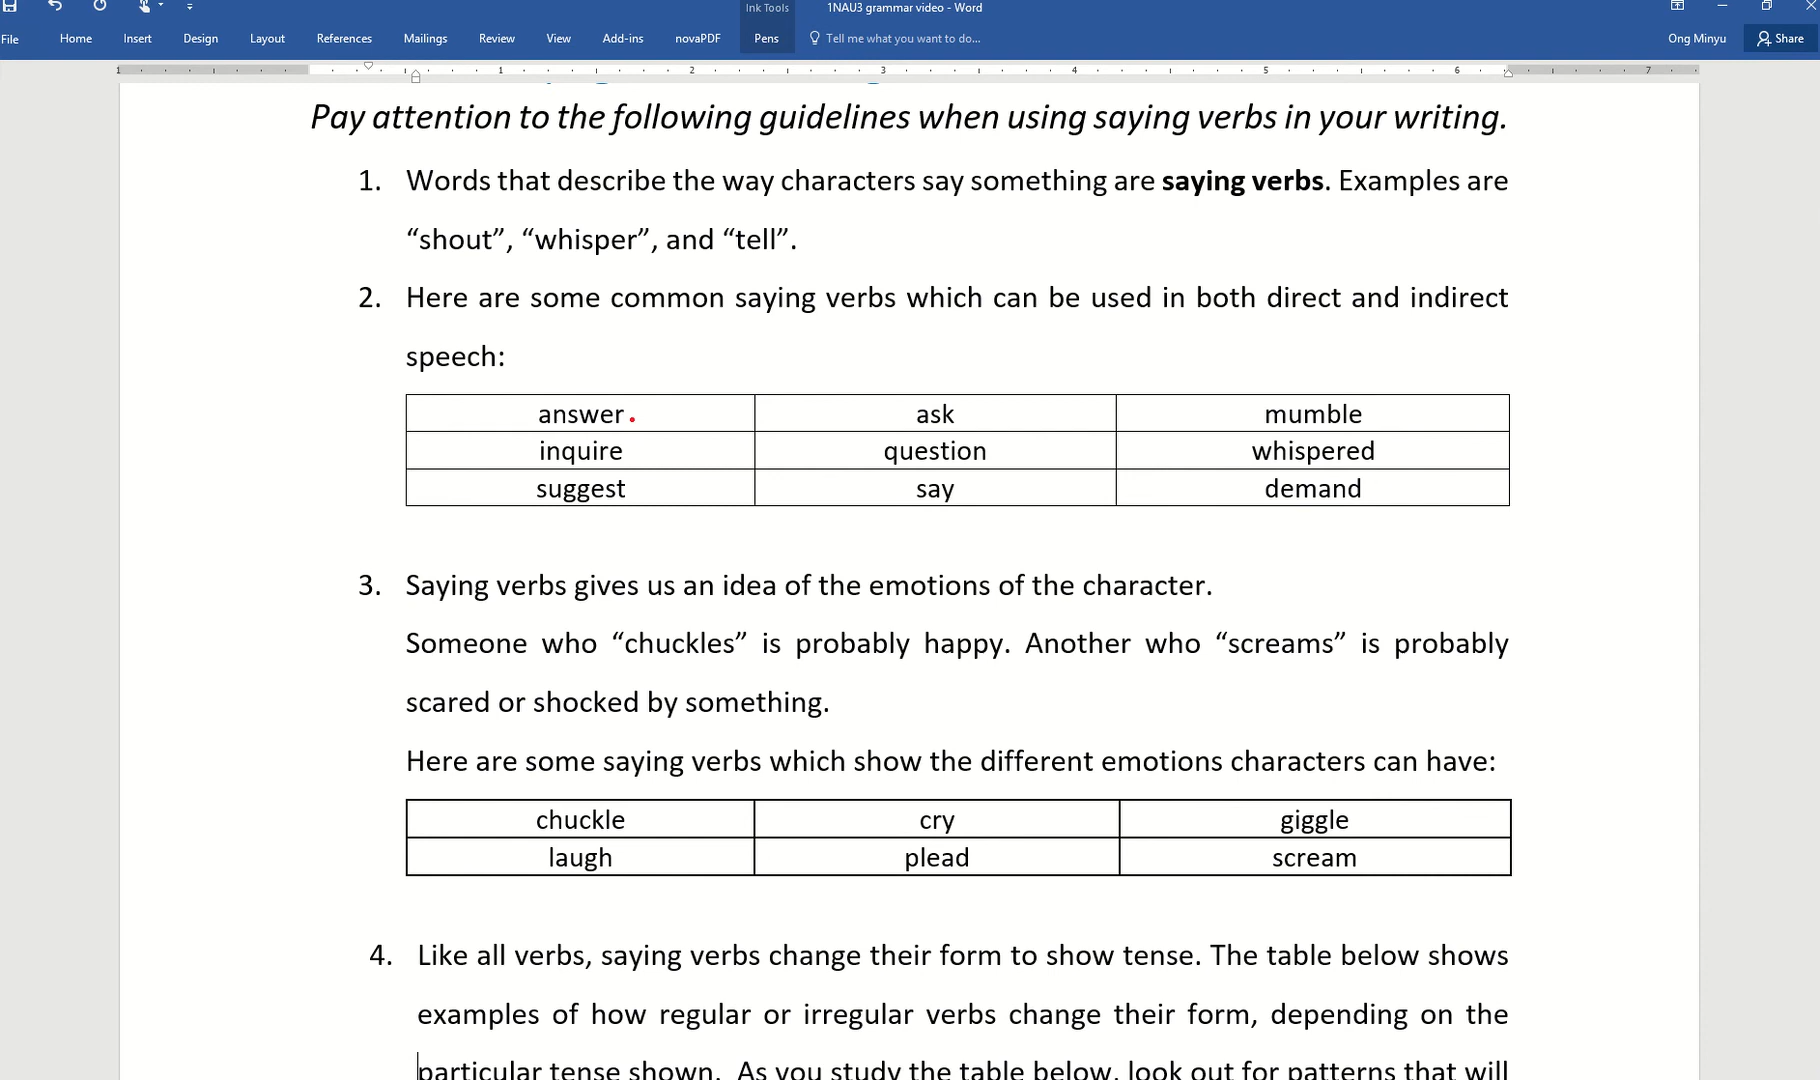 Ink Tools
1NAU3 grammar video - Word
File Home Insert Design Layout References Mailings Review View Add-ins novaPDF Pens Tell me what you want to do... Ong Minyu Share
1 1 2 3 4 5 6 7
Pay attention to the following guidelines when using saying verbs in your writing.
1. Words that describe the way characters say something are saying verbs. Examples are
“shout”, “whisper”, and “tell”.
2. Here are some common saying verbs which can be used in both direct and indirect
speech:
answer ask mumble
inquire question whispered
suggest say demand
3. Saying verbs gives us an idea of the emotions of the character.
Someone who “chuckles” is probably happy. Another who “screams” is probably
scared or shocked by something.
Here are some saying verbs which show the different emotions characters can have:
chuckle cry giggle
laugh plead scream
4. Like all verbs, saying verbs change their form to show tense. The table below shows
examples of how regular or irregular verbs change their form, depending on the
particular tense shown. As you study the table below, look out for patterns that will